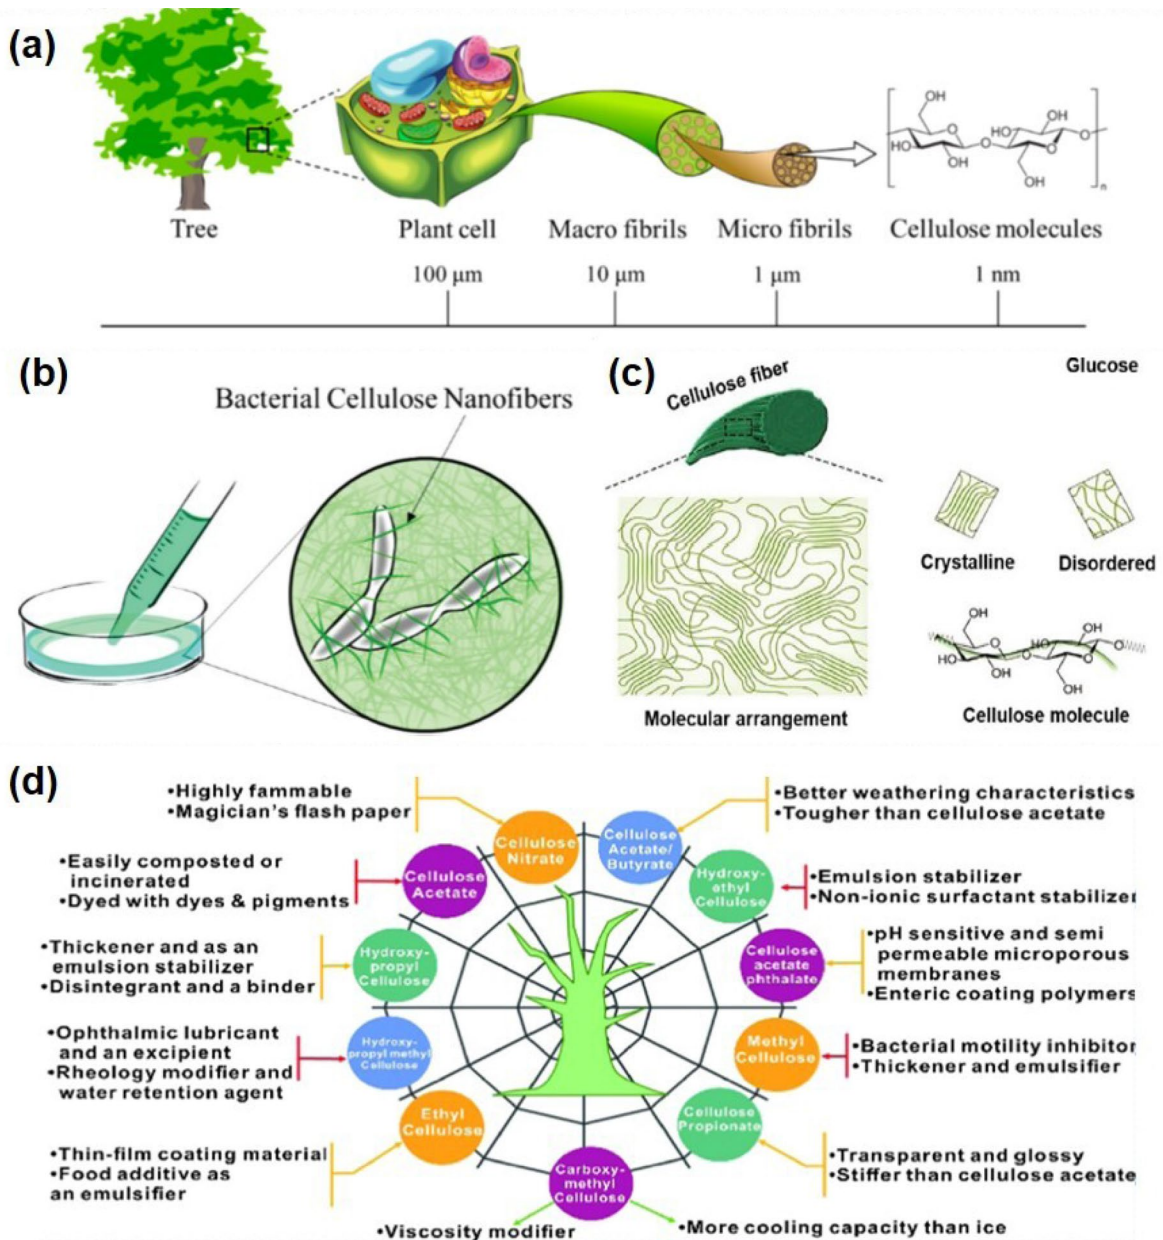 (a)
OH
OH
HO
O
HO
O
O
HO
OH
O
OH
n
Tree
Plant cell
Macro fibrils
Micro fibrils
Cellulose molecules
100 μm
10 μm
1 μm
1 nm
(b)
Bacterial Cellulose Nanofibers
(c)
Cellulose fiber
Glucose
Crystalline
Disordered
Molecular arrangement
OH
OH
HO
O
O
HO
O
OH
O
OH
Cellulose molecule
(d)
•Highly fammable
•Magician's flash paper
•Better weathering characteristics
•Tougher than cellulose acetate
Cellulose
Nitrate
Cellulose
Acetate/
Butyrate
•Easily composted or
incinerated
•Dyed with dyes & pigments
Cellulose
Acetate
Hydroxy-
ethyl
Cellulose
•Emulsion stabilizer
•Non-ionic surfactant stabilizer
•Thickener and as an
emulsion stabilizer
•Disintegrant and a binder
Hydroxy-
propyl
Cellulose
Cellulose
acetate
phthalate
•pH sensitive and semi
permeable microporous
membranes
•Enteric coating polymers
•Ophthalmic lubricant
and an excipient
•Rheology modifier and
water retention agent
Hydroxy-
propyl methyl
Cellulose
Methyl
Cellulose
•Bacterial motility inhibitor
•Thickener and emulsifier
Ethyl
Cellulose
Cellulose
Propionate
•Thin-film coating material
•Food additive as
an emulsifier
•Transparent and glossy
•Stiffer than cellulose acetate
Carboxy-
methyl
Cellulose
•Viscosity modifier
•More cooling capacity than ice